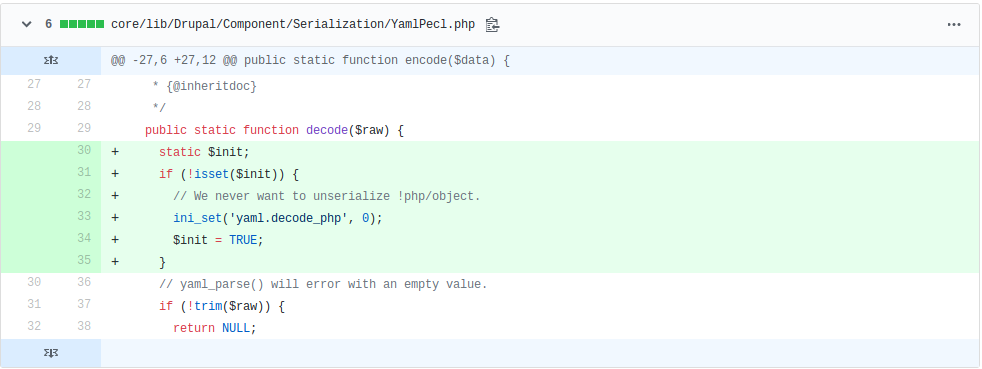 6 core/lib/Drupal/Component/Serialization/YamlPecl.php
@@ -27,6 +27,12 @@ public static function encode($data) {
27 27 * {@inheritdoc}
28 28 */
29 29 public static function decode($raw) {
30 + static $init;
31 + if (!isset($init)) {
32 + // We never want to unserialize !php/object.
33 + ini_set('yaml.decode_php', 0);
34 + $init = TRUE;
35 + }
30 36 // yaml_parse() will error with an empty value.
31 37 if (!trim($raw)) {
32 38 return NULL;